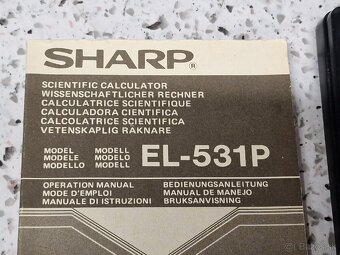 SHARP®
SCIENTIFIC CALCULATOR
WISSENSCHAFTLICHER RECHNER
CALCULATRICE SCIENTIFIQUE
CALCULADORA CIENTIFICA
CALCOLATRICE SCIENTIFICA
VETENSKAPLIG RÄKNARE
MODEL MODELL
MODELE MODELO
MODELLO MODELL
EL-531P
OPERATION MANUAL BEDIENUNGSANLEITUNG
MODE D'EMPLOI MANUAL DE MANEJO
MANUALE DI ISTRUZIONI BRUKSANVISNING